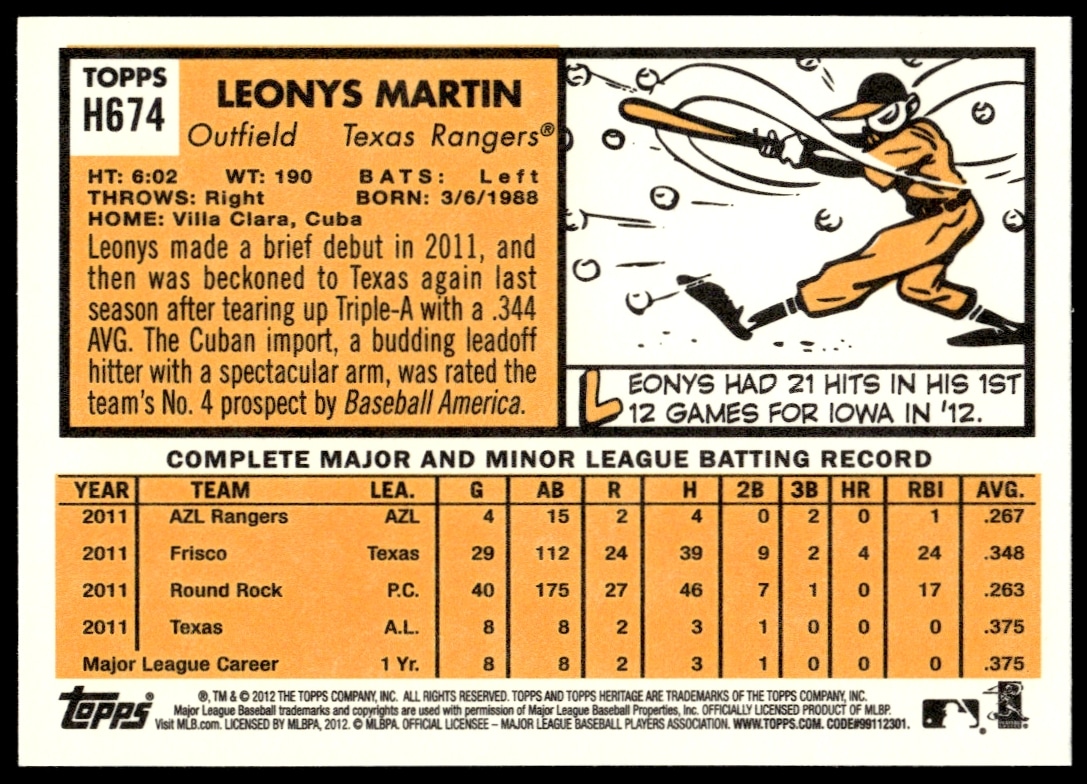 TOPPS
H674
LEONYS MARTIN
Outfield Texas Rangers®
HT: 6:02 WT: 190 BATS: Left
THROWS: Right BORN: 3/6/1988
HOME: Villa Clara, Cuba
Leonys made a brief debut in 2011, and
then was beckoned to Texas again last
season after tearing up Triple-A with a .344
AVG. The Cuban import, a budding leadoff
hitter with a spectacular arm, was rated the
team's No. 4 prospect by Baseball America.
LEONYS HAD 21 HITS IN HIS 1ST
12 GAMES FOR IOWA IN '12.
COMPLETE MAJOR AND MINOR LEAGUE BATTING RECORD
YEAR TEAM LEA. G AB R H 2B 3B HR RBI AVG.
2011 AZL Rangers AZL 4 15 2 4 0 2 0 1 .267
2011 Frisco Texas 29 112 24 39 9 2 4 24 .348
2011 Round Rock P.C. 40 175 27 46 7 1 0 17 .263
2011 Texas A.L. 8 8 2 3 1 0 0 0 .375
Major League Career 1 Yr. 8 8 2 3 1 0 0 0 .375
topps®
®, TM & © 2012 THE TOPPS COMPANY, INC. ALL RIGHTS RESERVED. TOPPS AND TOPPS HERITAGE ARE TRADEMARKS OF THE TOPPS COMPANY, INC.
Major League Baseball trademarks and copyrights are used with permission of Major League Baseball Properties, Inc. OFFICIALLY LICENSED PRODUCT OF MLBP.
Visit MLB.com. LICENSED BY MLBPA, 2012. © MLBPA. OFFICIAL LICENSEE – MAJOR LEAGUE BASEBALL PLAYERS ASSOCIATION. WWW.TOPPS.COM. CODE#99112301.